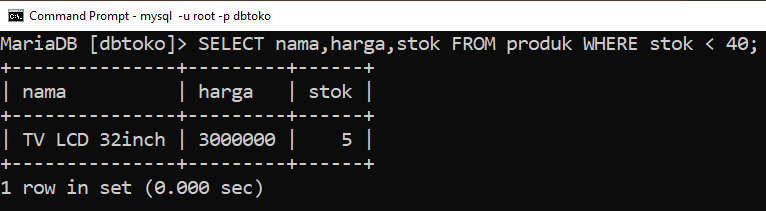 Command Prompt - mysql  -u root -p dbtoko
MariaDB [dbtoko]> SELECT nama,harga,stok FROM produk WHERE stok < 40;
+---------------+---------+------+
| nama          | harga   | stok |
+---------------+---------+------+
| TV LCD 32inch | 3000000 |    5 |
+---------------+---------+------+
1 row in set (0.000 sec)